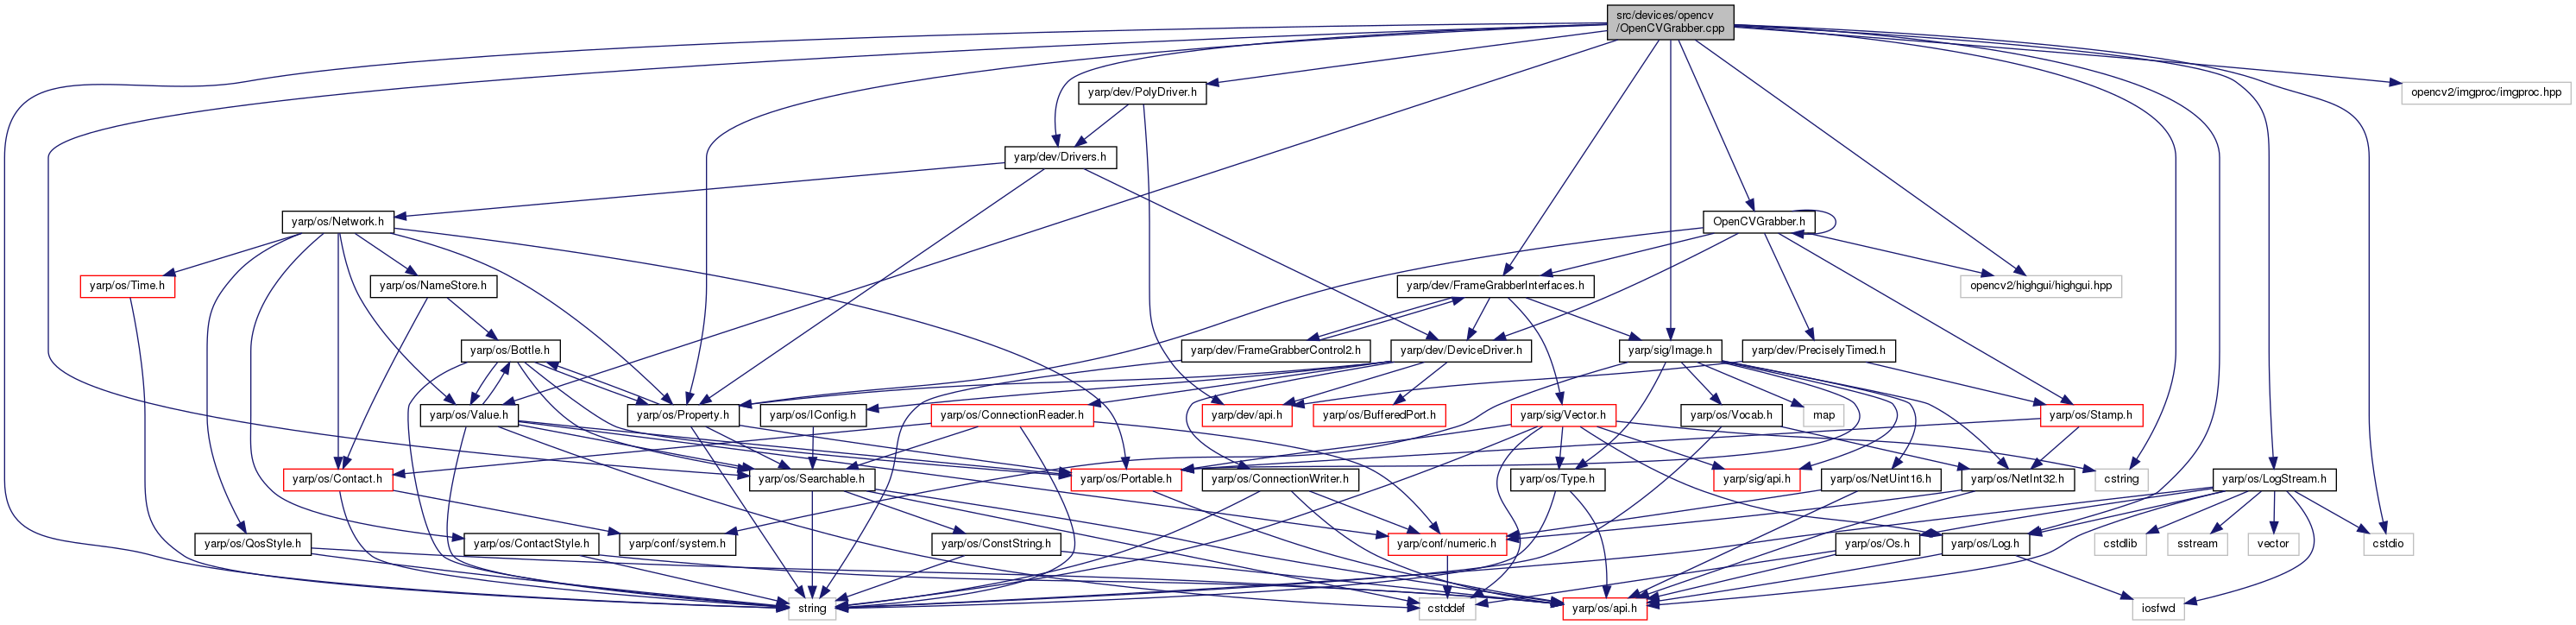 src/devices/opencv
/OpenCVGrabber.cpp
yarp/dev/PolyDriver.h
opencv2/imgproc/imgproc.hpp
yarp/dev/Drivers.h
yarp/os/Network.h
OpenCVGrabber.h
yarp/os/Time.h
yarp/os/NameStore.h
yarp/dev/FrameGrabberInterfaces.h
opencv2/highgui/highgui.hpp
yarp/os/Bottle.h
yarp/dev/FrameGrabberControl2.h
yarp/dev/DeviceDriver.h
yarp/sig/Image.h
yarp/dev/PreciselyTimed.h
yarp/os/Value.h
yarp/os/Property.h
yarp/os/IConfig.h
yarp/os/ConnectionReader.h
yarp/dev/api.h
yarp/os/BufferedPort.h
yarp/sig/Vector.h
yarp/os/Vocab.h
map
yarp/os/Stamp.h
yarp/os/Contact.h
yarp/os/Searchable.h
yarp/os/Portable.h
yarp/os/ConnectionWriter.h
yarp/os/Type.h
yarp/sig/api.h
yarp/os/NetUint16.h
yarp/os/NetInt32.h
cstring
yarp/os/LogStream.h
yarp/os/QosStyle.h
yarp/os/ContactStyle.h
yarp/conf/system.h
yarp/os/ConstString.h
yarp/conf/numeric.h
yarp/os/Os.h
yarp/os/Log.h
cstdlib
sstream
vector
cstdio
string
cstddef
yarp/os/api.h
iosfwd